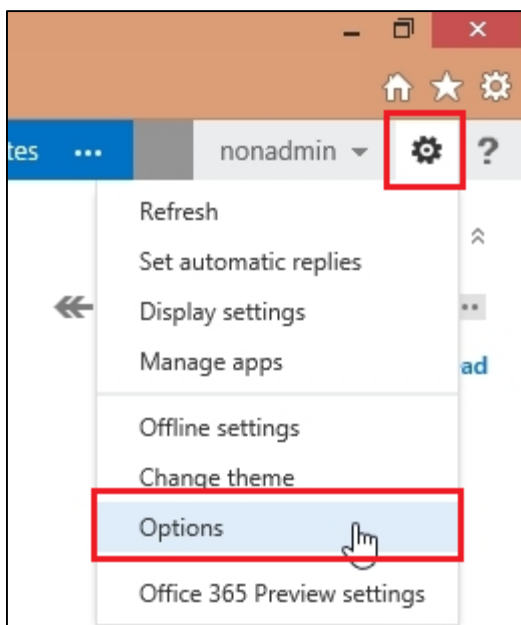 tes ...
nonadmin
?
Refresh
Set automatic replies
Display settings
Manage apps
ad
Offline settings
Change theme
Options
Office 365 Preview settings